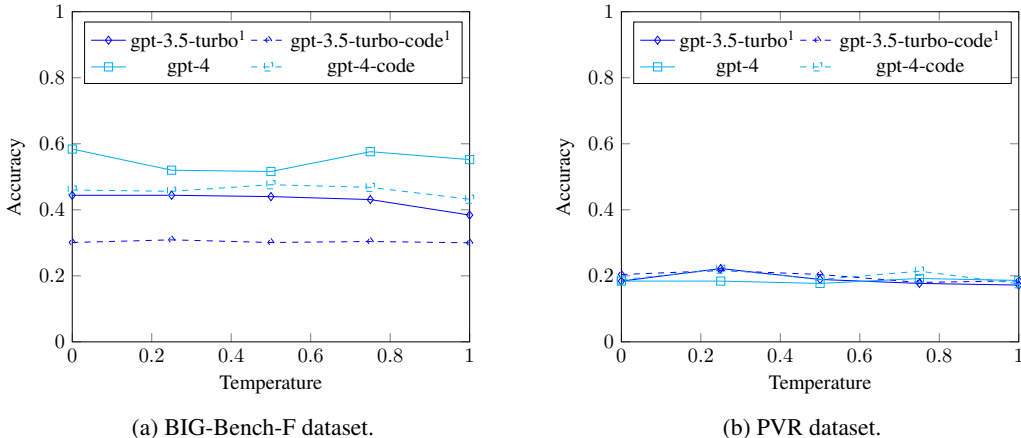 1
0.8
0.6
0.4
0.2
0
0 0.2 0.4 0.6 0.8 1
Accuracy
Temperature
gpt-3.5-turbo¹ gpt-3.5-turbo-code¹
gpt-4 gpt-4-code
(a) BIG-Bench-F dataset.
1
0.8
0.6
0.4
0.2
0
0 0.2 0.4 0.6 0.8 1
Accuracy
Temperature
gpt-3.5-turbo¹ gpt-3.5-turbo-code¹
gpt-4 gpt-4-code
(b) PVR dataset.